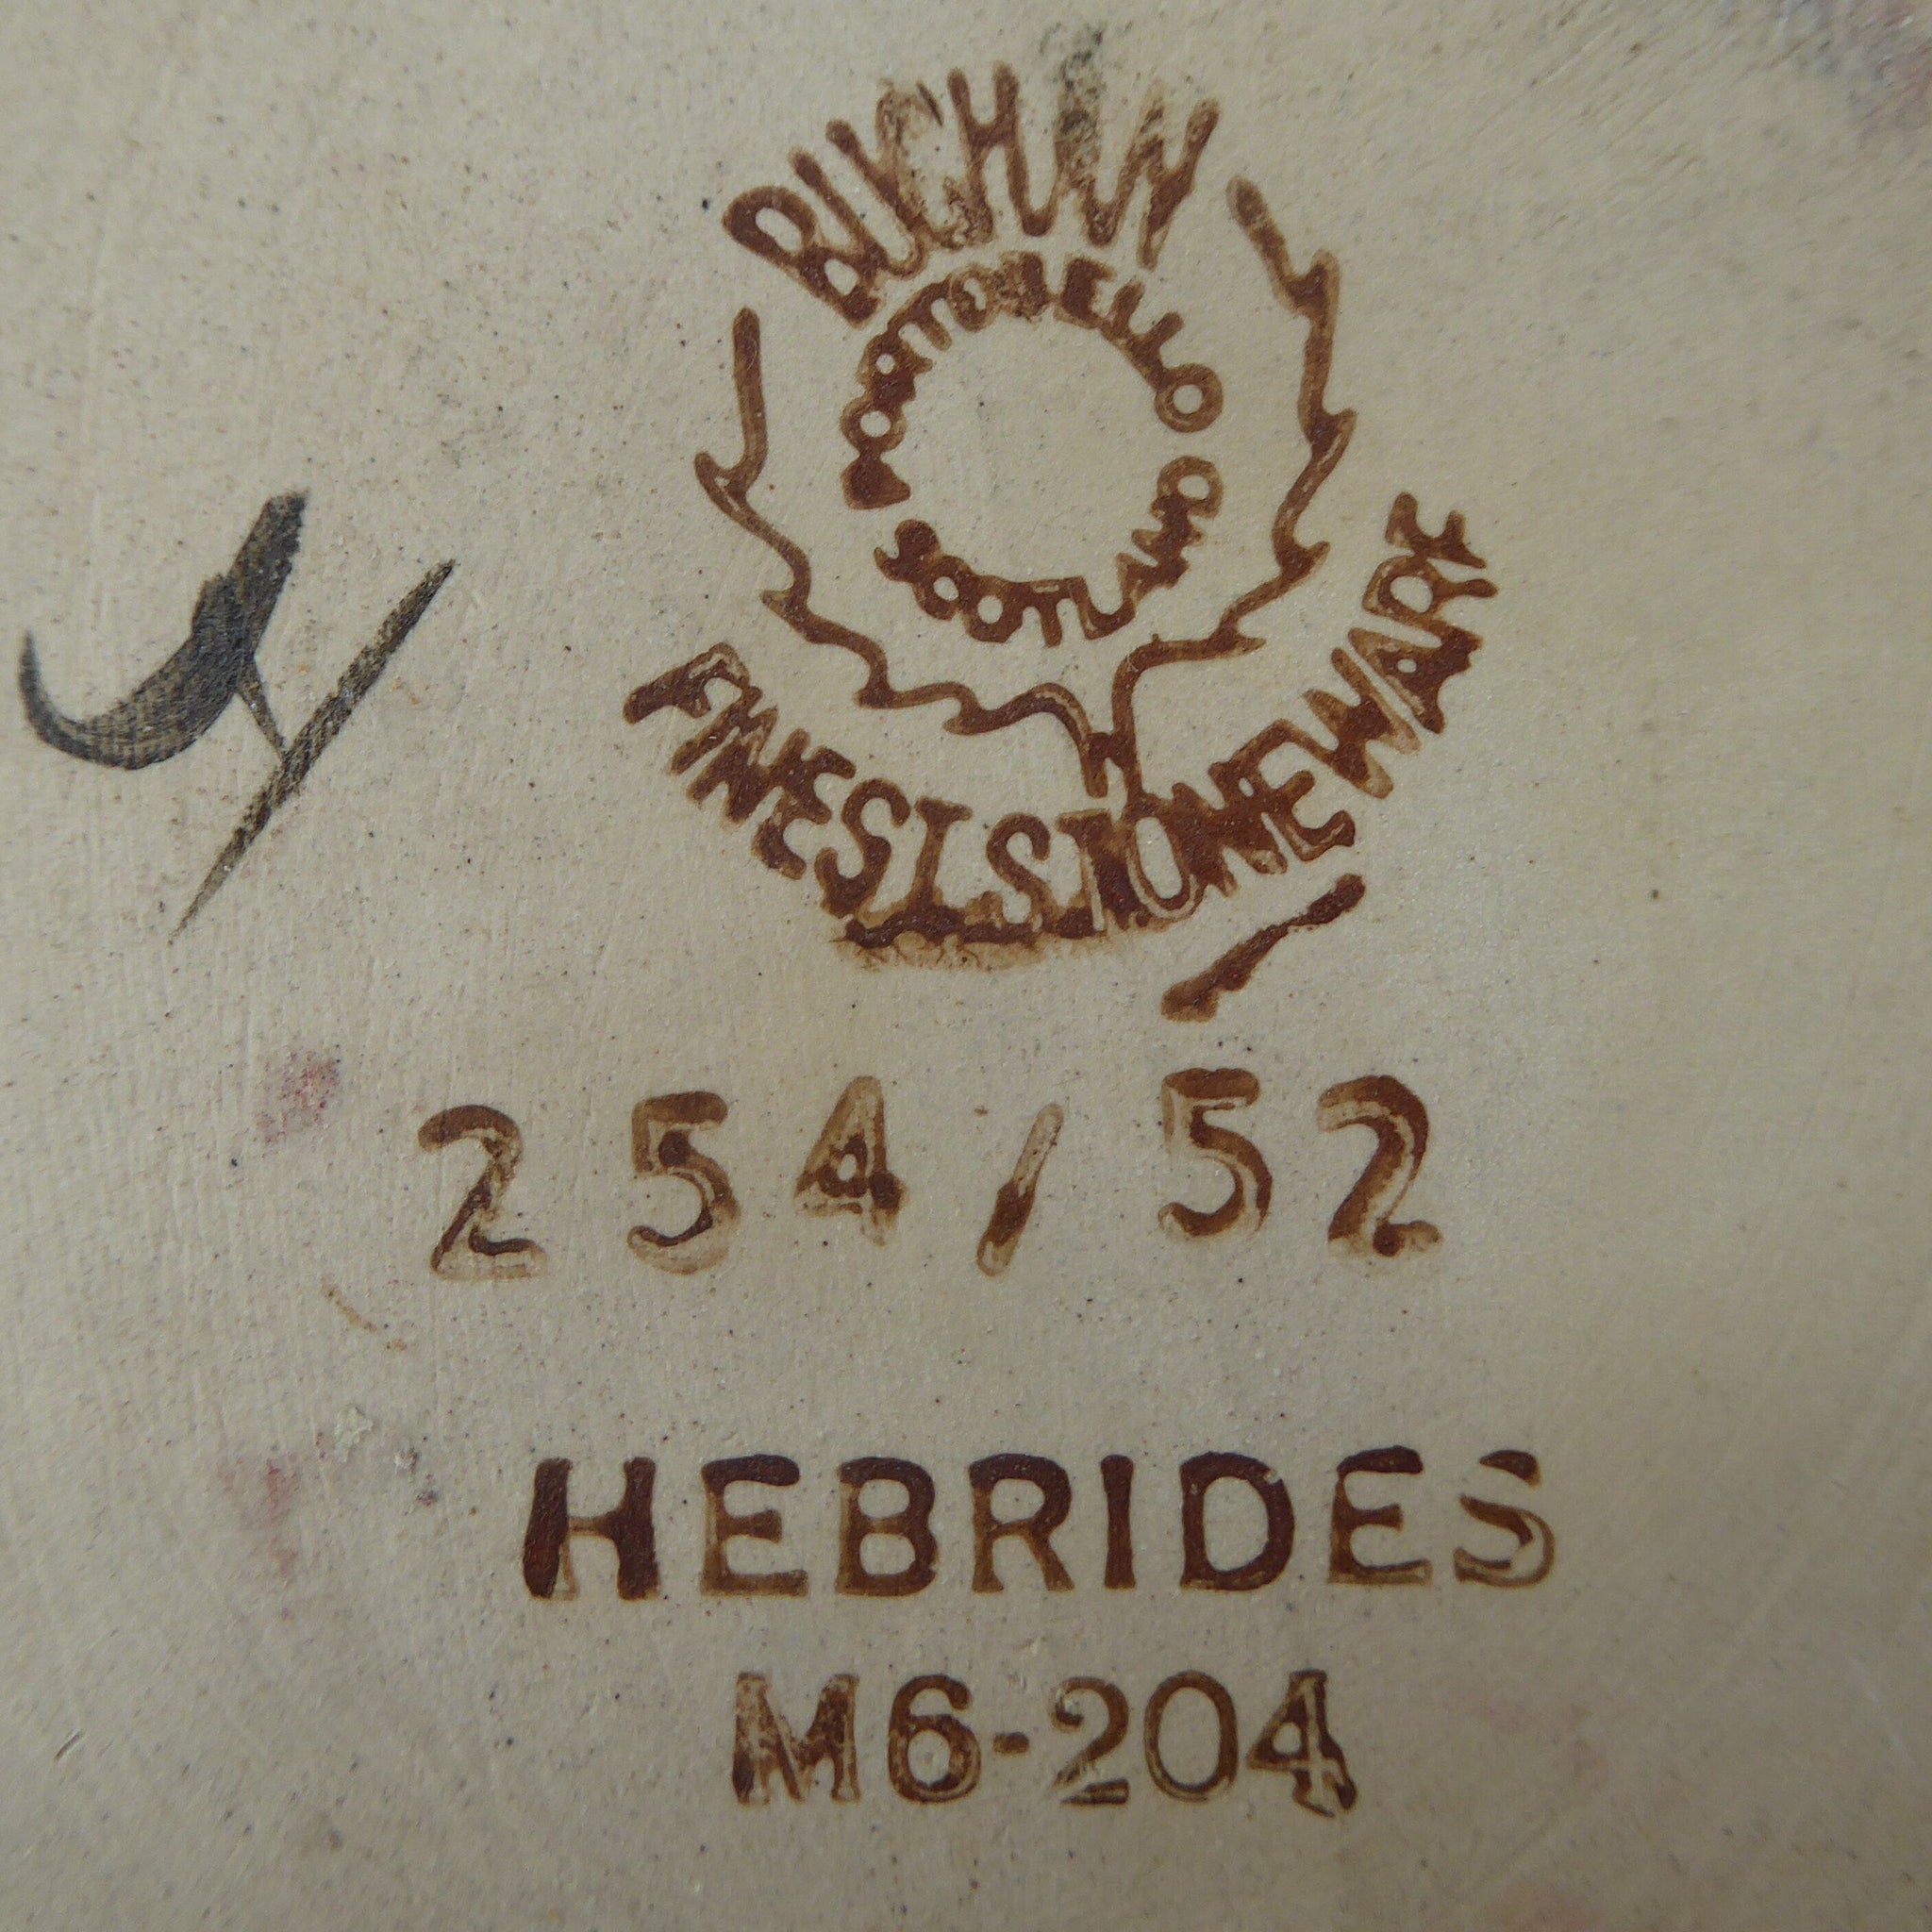 BUCHAN
PORTOBELLO
SCOTLAND
FINEST STONEWARE
254/52
HEBRIDES
M6-204